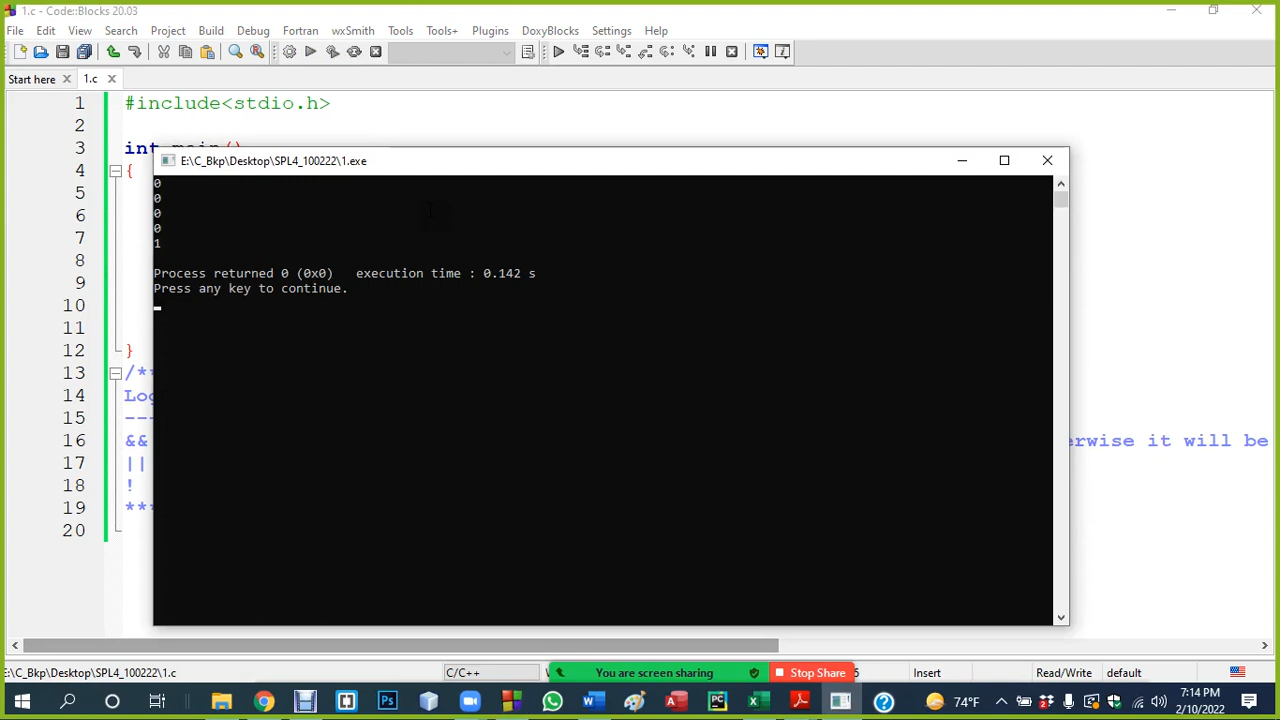 1.c - Code::Blocks 20.03
File Edit View Search Project Build Debug Fortran wxSmith Tools Tools+ Plugins DoxyBlocks Settings Help
Start here 1.c
1 #include<stdio.h>
2
3 int main()
4 {
5
6
7
8
9
10
11
12 }
13 /**
14 Log
15 ---
16 && erwise it will be
17 ||
18 !
19 ***
20
E:\C_Bkp\Desktop\SPL4_100222\1.exe
0
0
0
0
1
Process returned 0 (0x0) execution time : 0.142 s
Press any key to continue.
E:\C_Bkp\Desktop\SPL4_100222\1.c C/C++ You are screen sharing Stop Share Insert Read/Write default
74°F 7:14 PM
2/10/2022